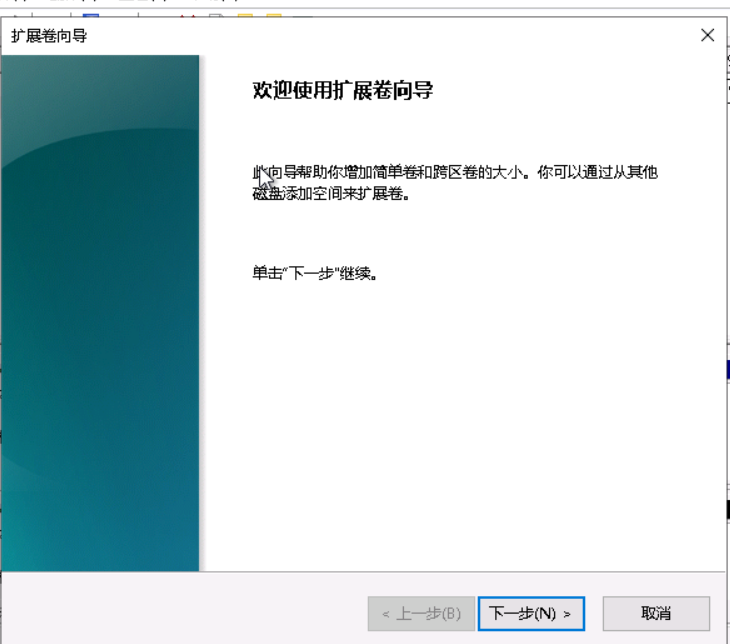 扩展卷向导
欢迎使用扩展卷向导
此向导帮助你增加简单卷和跨区卷的大小。你可以通过从其他
磁盘添加空间来扩展卷。
单击"下一步"继续。
< 上一步(B)
下一步(N) >
取消